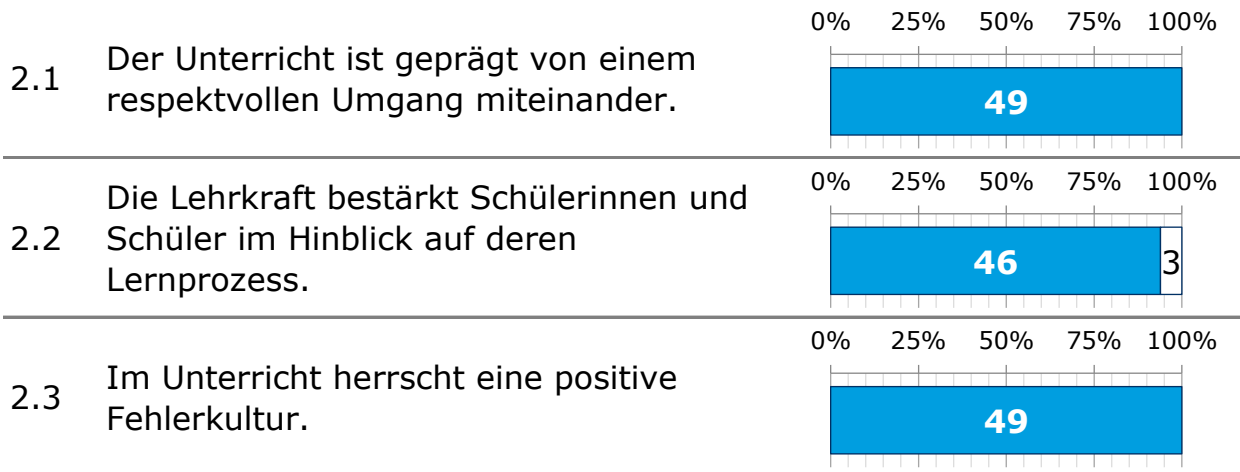 0% 25% 50% 75% 100%
2.1 Der Unterricht ist geprägt von einem
respektvollen Umgang miteinander.
49
0% 25% 50% 75% 100%
2.2 Die Lehrkraft bestärkt Schülerinnen und
Schüler im Hinblick auf deren
Lernprozess.
46 3
0% 25% 50% 75% 100%
2.3 Im Unterricht herrscht eine positive
Fehlerkultur.
49